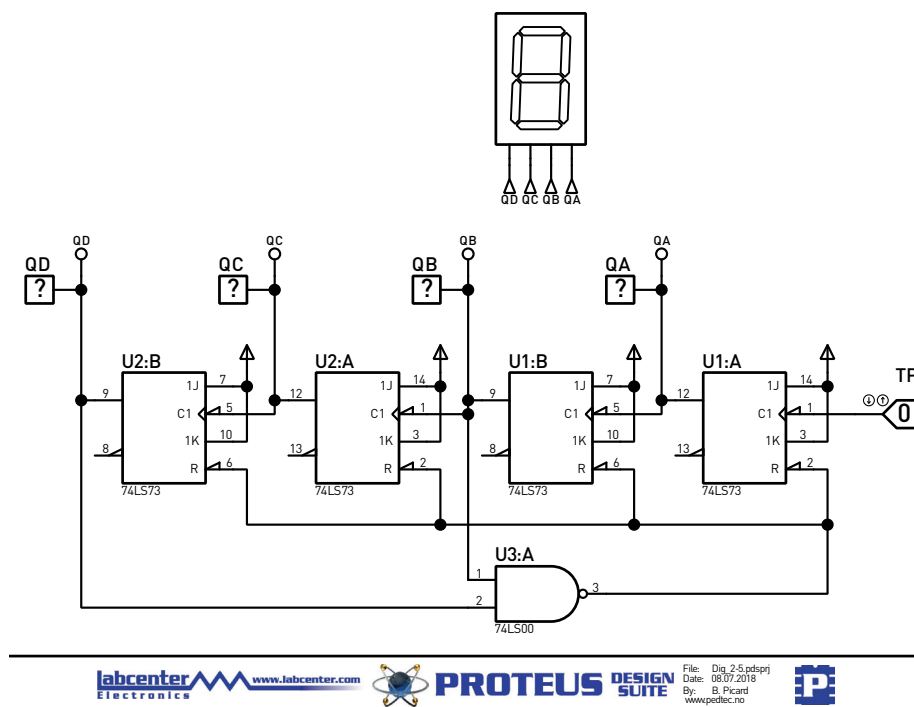 QD QC QB QA
QD QC QB QA
QD QC QB QA
? ? ? ?
U2:B U2:A U1:B U1:A
TP
9 1J 7 12 1J 14 9 1J 7 12 1J 14
C1 5 C1 1 C1 5 C1 1 0
1K 10 1K 3 1K 10 1K 3
8 13 8 13
R 6 R 2 R 6 R 2
74LS73 74LS73 74LS73 74LS73
U3:A
1
2 3
74LS00
labcenter www.labcenter.com
Electronics
PROTEUS DESIGN SUITE
File: Dig_2-5.pdsprj
Date: 08.07.2018
By: B. Picard
www.pedtec.no
P